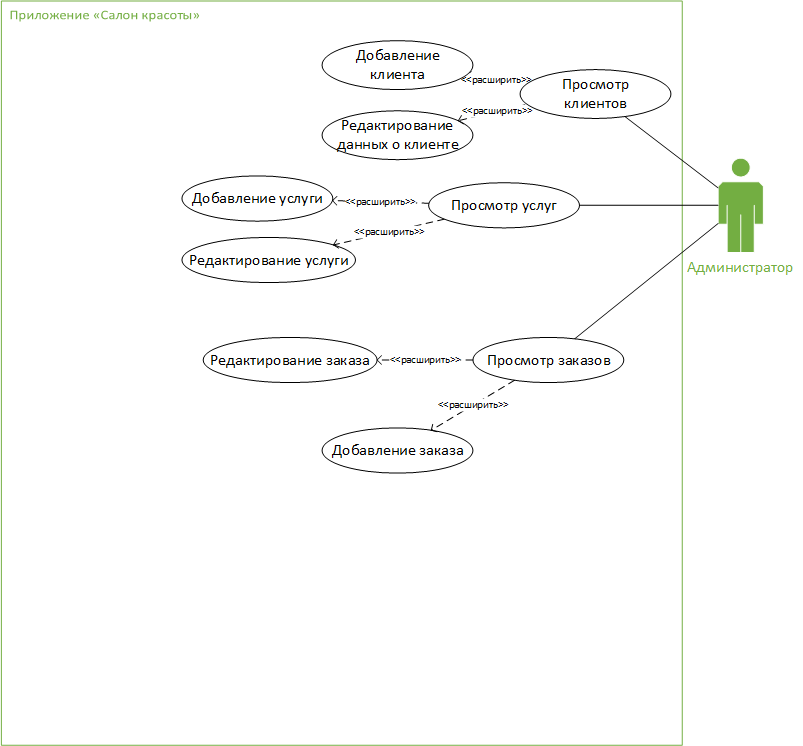 Приложение «Салон красоты»
Добавление
клиента
<<расширить>>
Просмотр
клиентов
<<расширить>>
Редактирование
данных о клиенте
Добавление услуги
<<расширить>>
Просмотр услуг
<<расширить>>
Редактирование услуги
Администратор
Редактирование заказа
<<расширить>>
Просмотр заказов
<<расширить>>
Добавление заказа